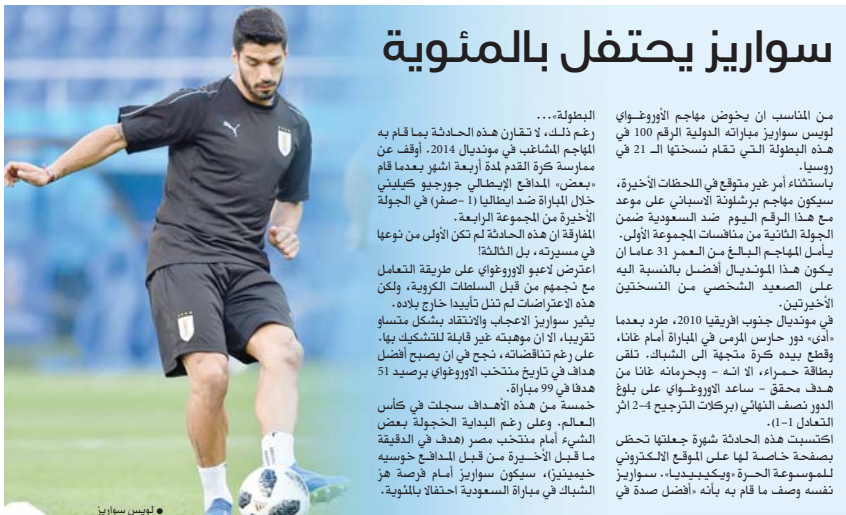 سواريز يحتفل بالمئوية
من المناسب ان يخوض مهاجم الأوروغواي
لويس سواريز مباراته الدولية الرقم 100 في
هذه البطولة التي تقام نسختها الـ 21 في
روسيا.
باستثناء أمر غير متوقع في اللحظات الأخيرة،
سيكون مهاجم برشلونة الاسباني على موعد
مع هذا الرقم اليوم ضد السعودية ضمن
الجولة الثانية من منافسات المجموعة الأولى.
يأمل المهاجم البالغ من العمر 31 عاما ان
يكون هذا المونديال أفضل بالنسبة اليه
على الصعيد الشخصي من النسختين
الأخيرتين.
في مونديال جنوب افريقيا 2010، طرد بعدما
«أدى» دور حارس المرمى في المباراة أمام غانا،
وقطع بيده كرة متجهة الى الشباك. تلقى
بطاقة حمراء، الا انه - وبحرمانه غانا من
هدف محقق - ساعد الاوروغواي على بلوغ
الدور نصف النهائي (بركلات الترجيح 4-2 اثر
التعادل 1-1).
اكتسبت هذه الحادثة شهرة جعلتها تحظى
بصفحة خاصة لها على الموقع الالكتروني
للموسوعة الحرة «ويكيبيديا». سواريز
نفسه وصف ما قام به بأنه «أفضل صدة في
البطولة»...
رغم ذلك، لا تقارن هذه الحادثة بما قام به
المهاجم المشاغب في مونديال 2014. أوقف عن
ممارسة كرة القدم لمدة أربعة اشهر بعدما قام
«بعض» المدافع الإيطالي جورجيو كيليني
خلال المباراة ضد ايطاليا (1 -صفر) في الجولة
الأخيرة من المجموعة الرابعة.
المفارقة ان هذه الحادثة لم تكن الأولى من نوعها
في مسيرته، بل الثالثة!
اعترض لاعبو الاوروغواي على طريقة التعامل
مع نجمهم من قبل السلطات الكروية، ولكن
هذه الاعتراضات لم تنل تأييدا خارج بلاده.
يثير سواريز الاعجاب والانتقاد بشكل متساو
تقريبا، الا ان موهبته غير قابلة للتشكيك بها.
على رغم تناقضاته، نجح في ان يصبح أفضل
هداف في تاريخ منتخب الاوروغواي برصيد 51
هدفا في 99 مباراة.
خمسة من هذه الأهداف سجلت في كأس
العالم. وعلى رغم البداية الخجولة بعض
الشيء أمام منتخب مصر (هدف في الدقيقة
ما قبل الأخيرة من قبل المدافع خوسيه
خيمينيز)، سيكون سواريز أمام فرصة هز
الشباك في مباراة السعودية احتفالا بالمئوية.
● لويس سواريز